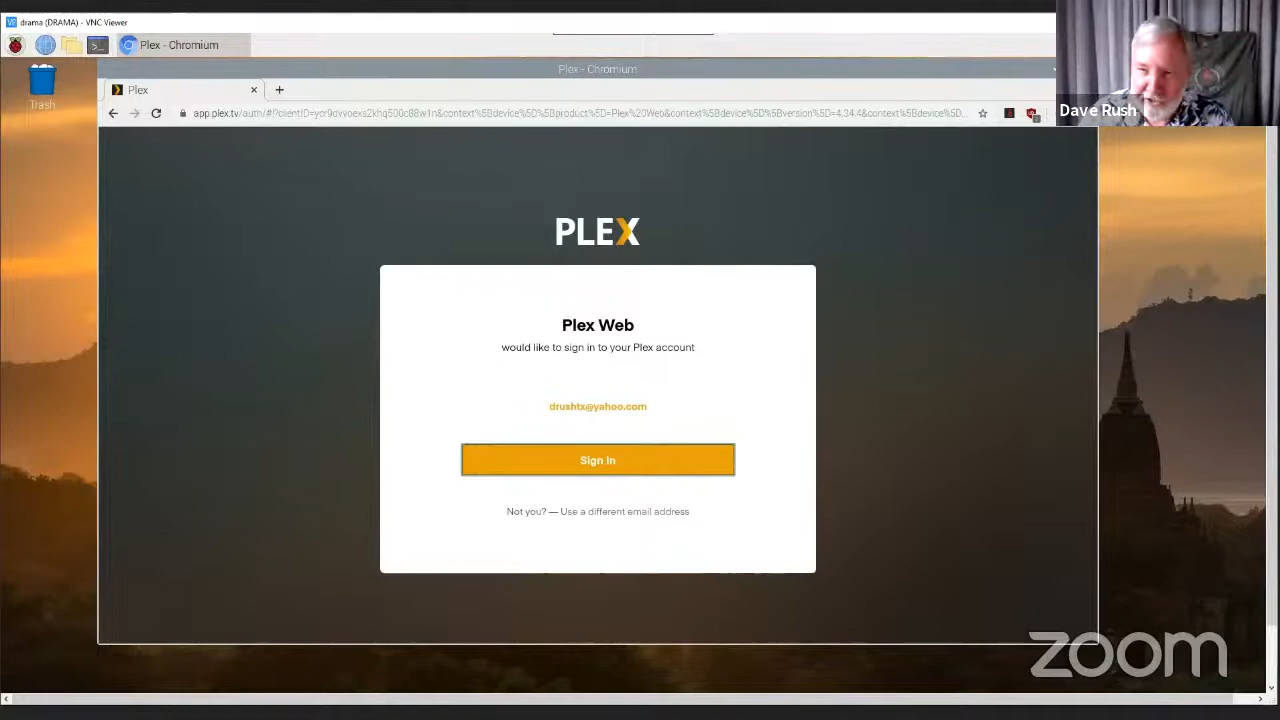 drama (DRAMA) - VNC Viewer
Plex - Chromium
Plex - Chromium
Plex
Trash
Dave Rush
PLEX
Plex Web
would like to sign in to your Plex account
drushtx@yahoo.com
Sign In
Not you? — Use a different email address
zoom